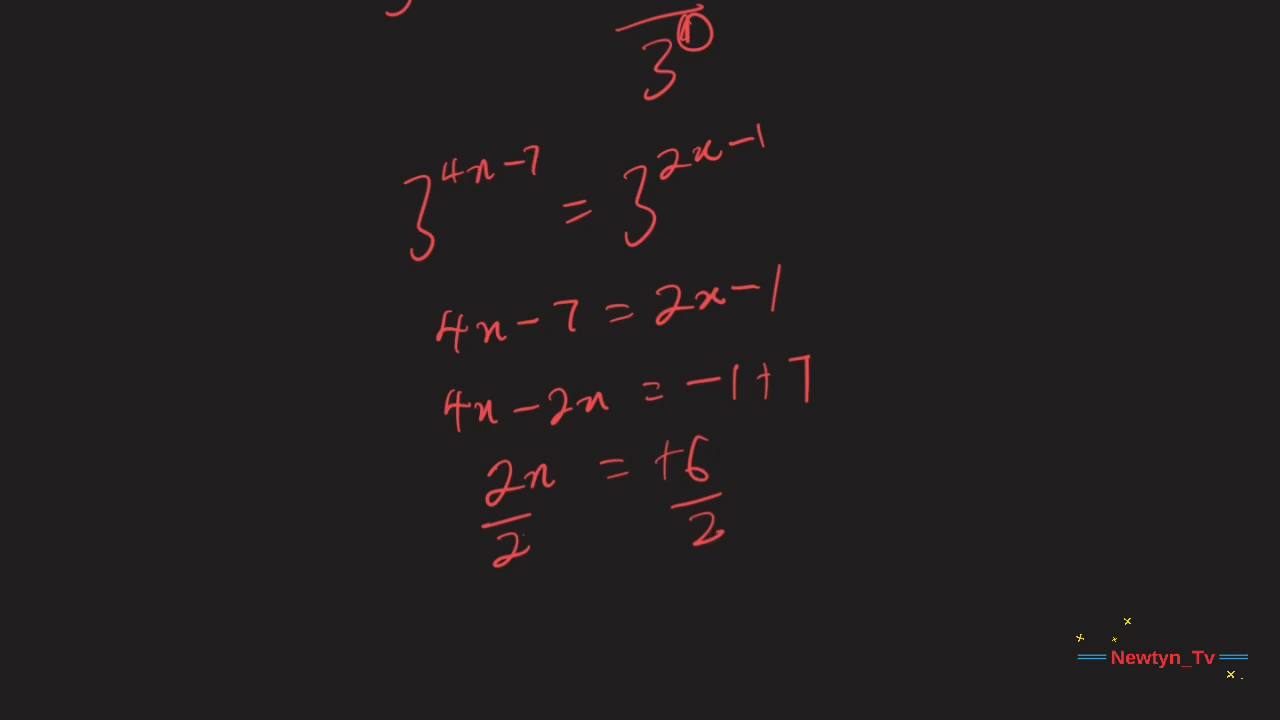 3^①
3^{4x-7} = 3^{2x-1}
4x - 7 = 2x - 1
4x - 2x = -1 + 7
2x = +6
2 2
Newtyn_Tv